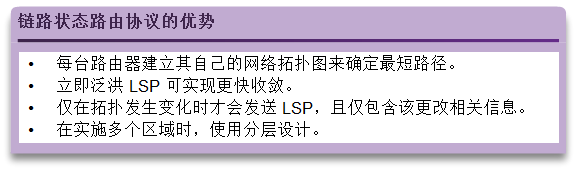 链路状态路由协议的优势
• 每台路由器建立其自己的网络拓扑图来确定最短路径。
• 立即泛洪 LSP 可实现更快收敛。
• 仅在拓扑发生变化时才会发送 LSP，且仅包含该更改相关信息。
• 在实施多个区域时，使用分层设计。